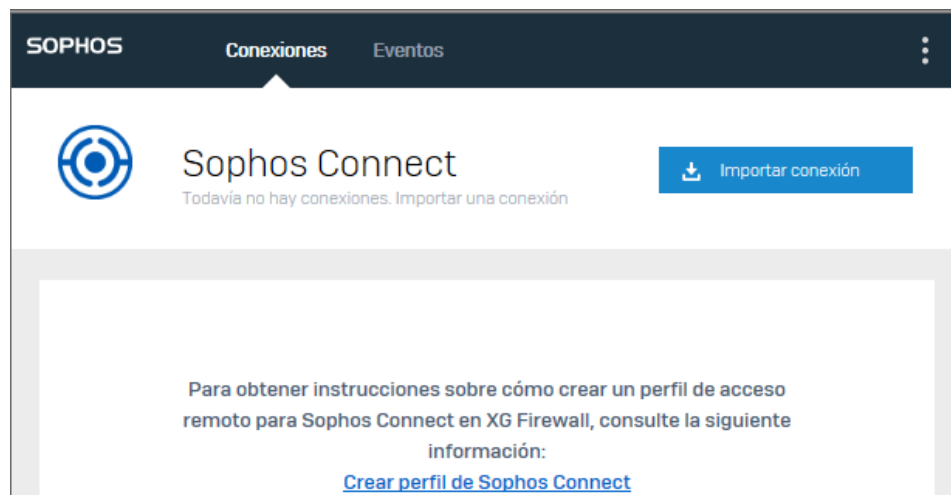 SOPHOS Conexiones Eventos
Sophos Connect
Importar conexión
Todavía no hay conexiones. Importar una conexión
Para obtener instrucciones sobre cómo crear un perfil de acceso
remoto para Sophos Connect en XG Firewall, consulte la siguiente
información:
Crear perfil de Sophos Connect